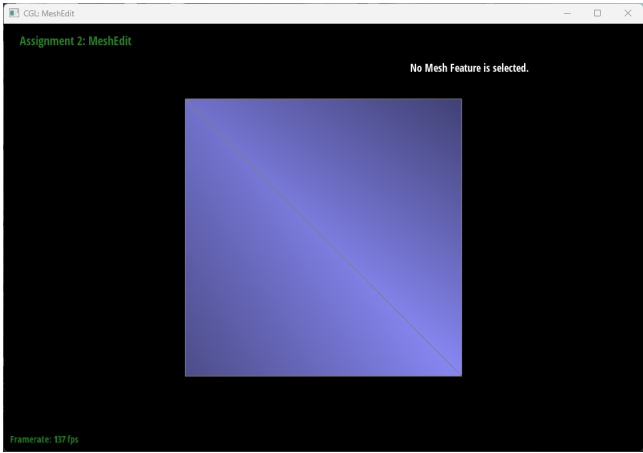 CGL: MeshEdit
Assignment 2: MeshEdit
No Mesh Feature is selected.
Framerate: 137 fps